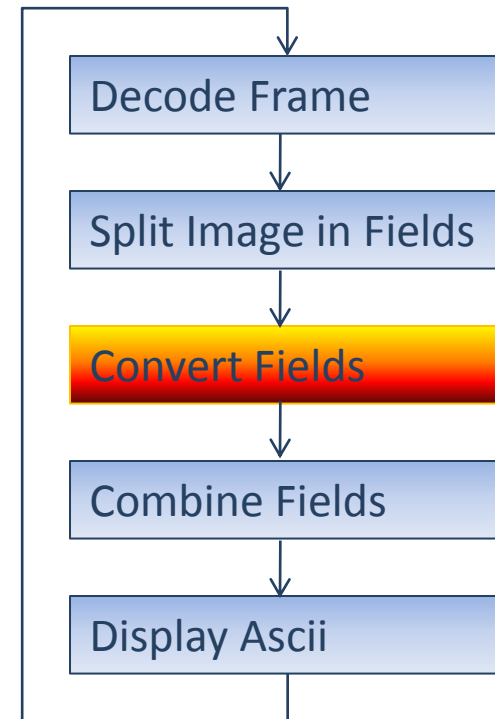 Decode Frame
Split Image in Fields
Convert Fields
Combine Fields
Display Ascii